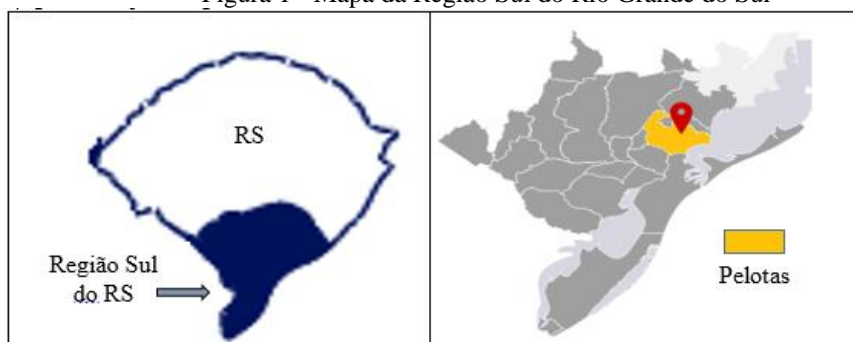 Figura 1 - Mapa da Região Sul do Rio Grande do Sul
RS
Região Sul
do RS
Pelotas